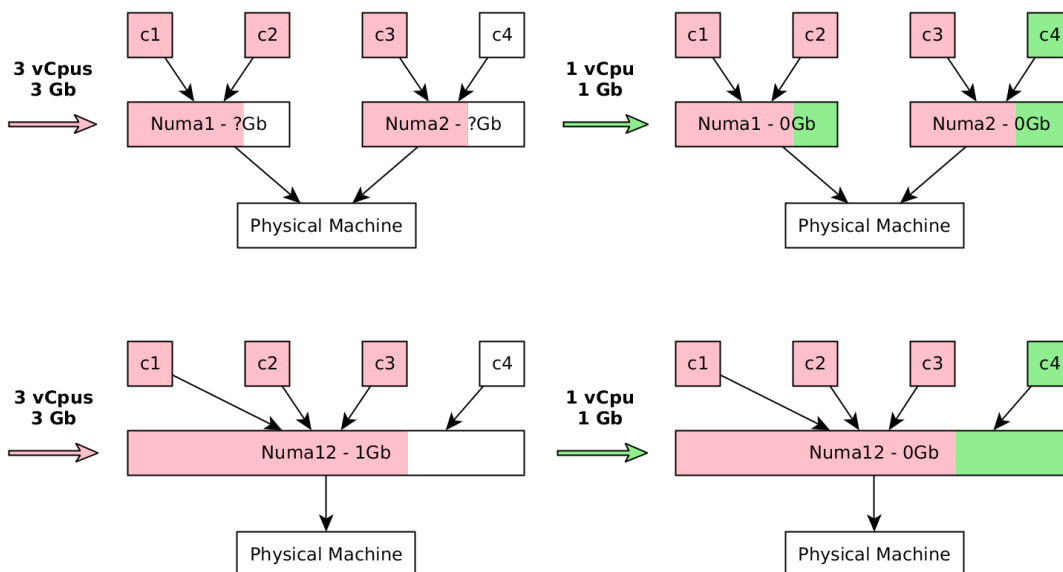 c1 c2 c3 c4
3 vCpus
3 Gb
Numa1 - ?Gb Numa2 - ?Gb
Physical Machine
c1 c2 c3 c4
1 vCpu
1 Gb
Numa1 - 0Gb Numa2 - 0Gb
Physical Machine
c1 c2 c3 c4
3 vCpus
3 Gb
Numa12 - 1Gb
Physical Machine
c1 c2 c3 c4
1 vCpu
1 Gb
Numa12 - 0Gb
Physical Machine